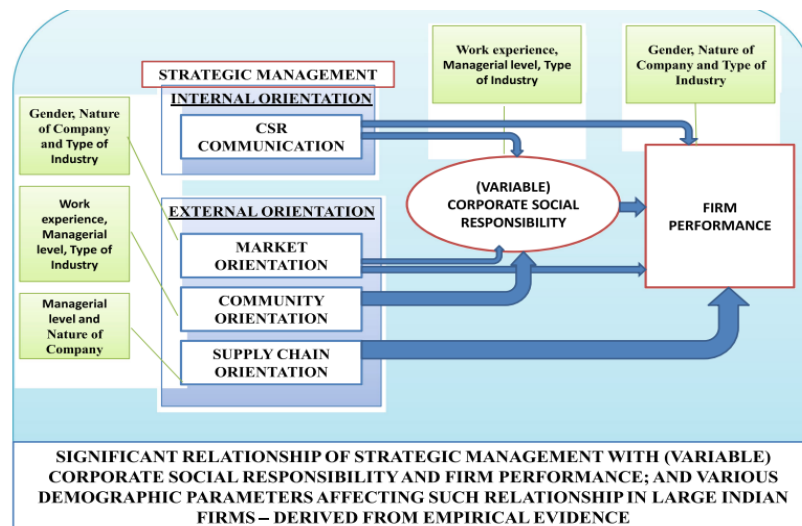 Work experience,
Managerial level, Type
of Industry
Gender, Nature of
Company and Type of
Industry
STRATEGIC MANAGEMENT
INTERNAL ORIENTATION
CSR
COMMUNICATION
Gender, Nature
of Company
and Type of
Industry
(VARIABLE)
CORPORATE SOCIAL
RESPONSIBILITY
FIRM
PERFORMANCE
Work
experience,
Managerial
level, Type of
Industry
EXTERNAL ORIENTATION
MARKET
ORIENTATION
COMMUNITY
ORIENTATION
Managerial
level and
Nature of
Company
SUPPLY CHAIN
ORIENTATION
SIGNIFICANT RELATIONSHIP OF STRATEGIC MANAGEMENT WITH (VARIABLE)
CORPORATE SOCIAL RESPONSIBILITY AND FIRM PERFORMANCE; AND VARIOUS
DEMOGRAPHIC PARAMETERS AFFECTING SUCH RELATIONSHIP IN LARGE INDIAN
FIRMS – DERIVED FROM EMPIRICAL EVIDENCE